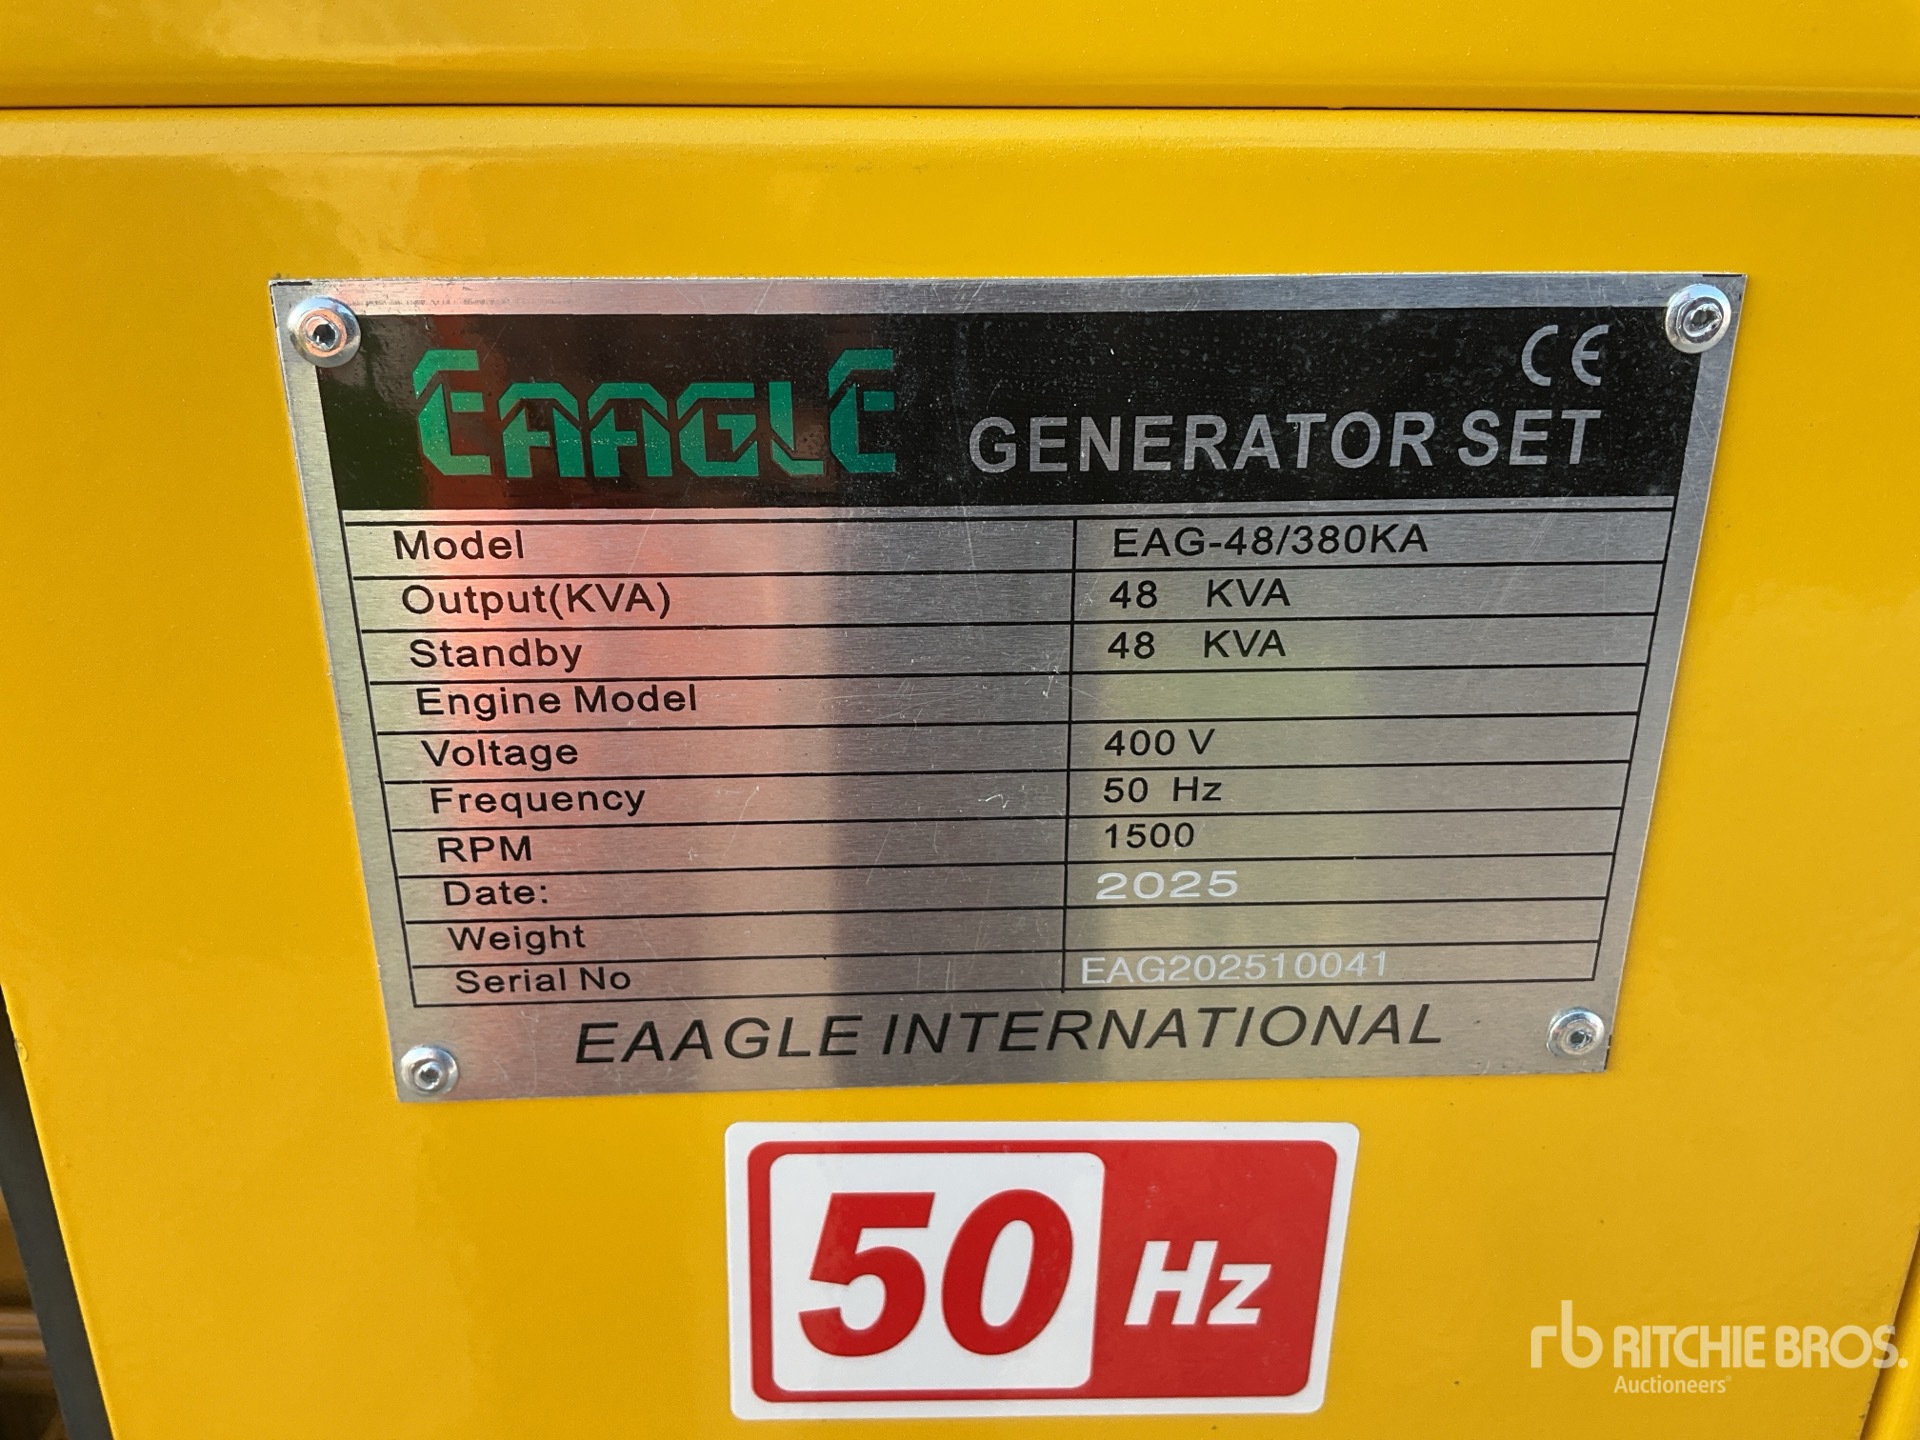 EAAGLE GENERATOR SET CE
Model EAG-48/380KA
Output(KVA) 48 KVA
Standby 48 KVA
Engine Model
Voltage 400 V
Frequency 50 Hz
RPM 1500
Date: 2025
Weight
Serial No EAG202510041
EAAGLE INTERNATIONAL
50 Hz
rb RITCHIE BROS.
Auctioneers